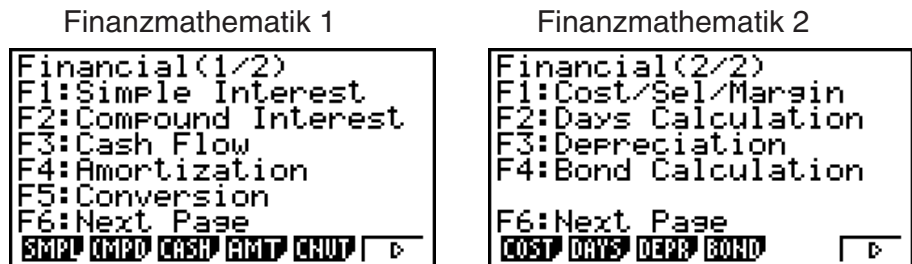 Finanzmathematik 1
Financial(1/2)
F1:Simple Interest
F2:Compound Interest
F3:Cash Flow
F4:Amortization
F5:Conversion
F6:Next Page
SMPL CMPD CASH AMT CNVT ▷
Finanzmathematik 2
Financial(2/2)
F1:Cost/Sel/Margin
F2:Days Calculation
F3:Depreciation
F4:Bond Calculation
F6:Next Page
COST DAYS DEPR BOND ▷